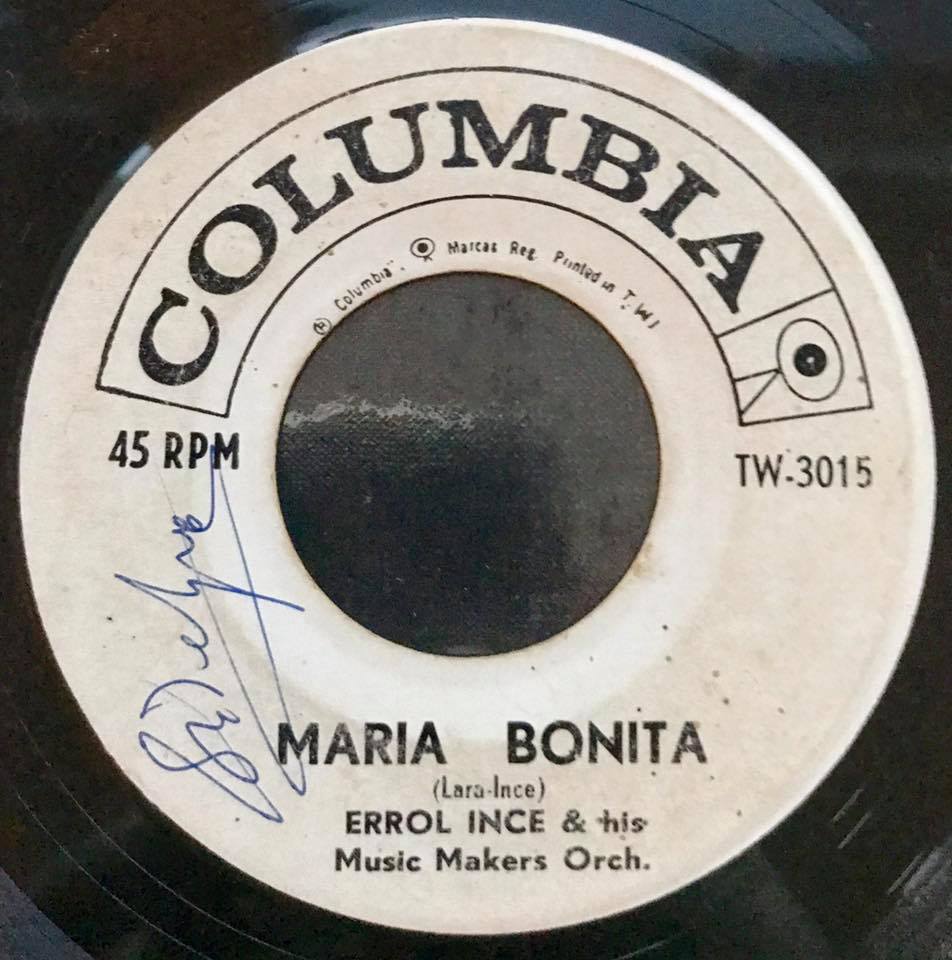 COLUMBIA
Ⓡ "Columbia", Marcas Reg. Printed in T.W.I
45 RPM
TW-3015
MARIA BONITA
(Lara-Ince)
ERROL INCE & his
Music Makers Orch.